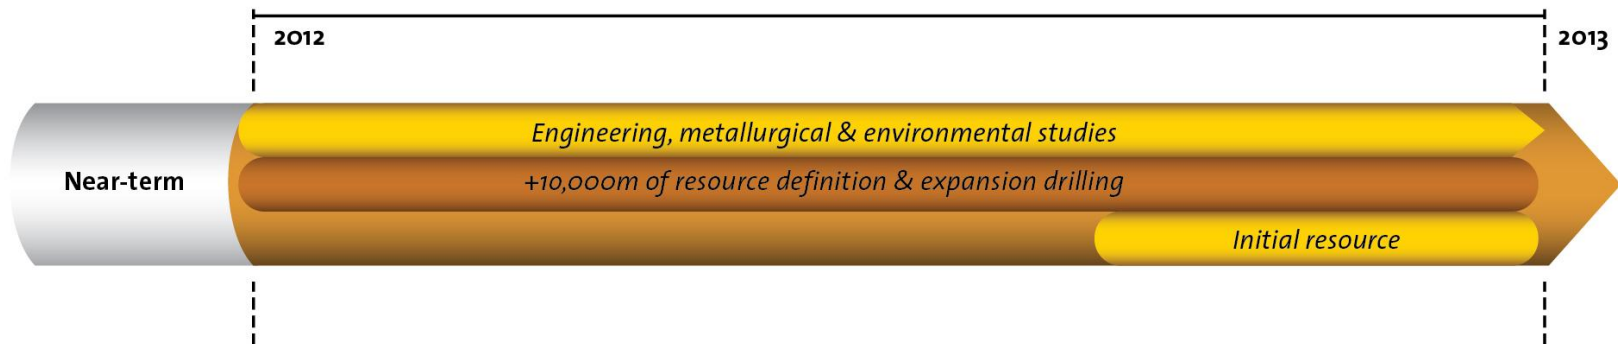 2012
2013
Engineering, metallurgical & environmental studies
Near-term
+10,000m of resource definition & expansion drilling
Initial resource